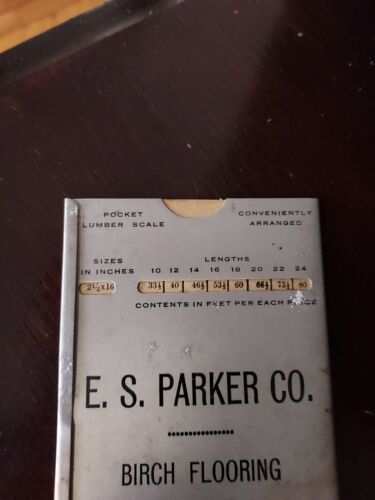 POCKET
LUMBER SCALE
CONVENIENTLY
ARRANGED
SIZES
IN INCHES
LENGTHS
10 12 14 16 18 20 22 24
2½x16 33⅓ 40 46⅔ 53⅓ 60 66⅔ 73⅓ 80
CONTENTS IN FEET PER EACH PIECE
E. S. PARKER CO.
BIRCH FLOORING